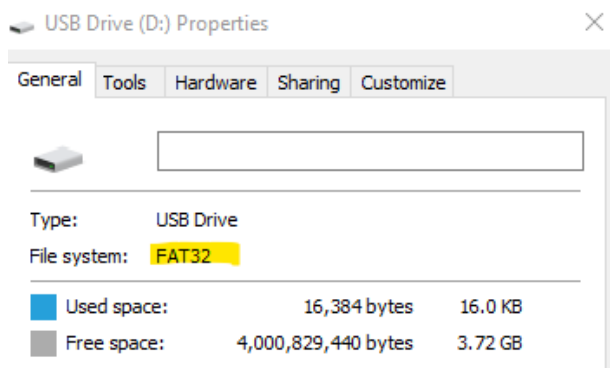 USB Drive (D:) Properties
General Tools Hardware Sharing Customize
Type: USB Drive
File system: FAT32
Used space: 16,384 bytes 16.0 KB
Free space: 4,000,829,440 bytes 3.72 GB